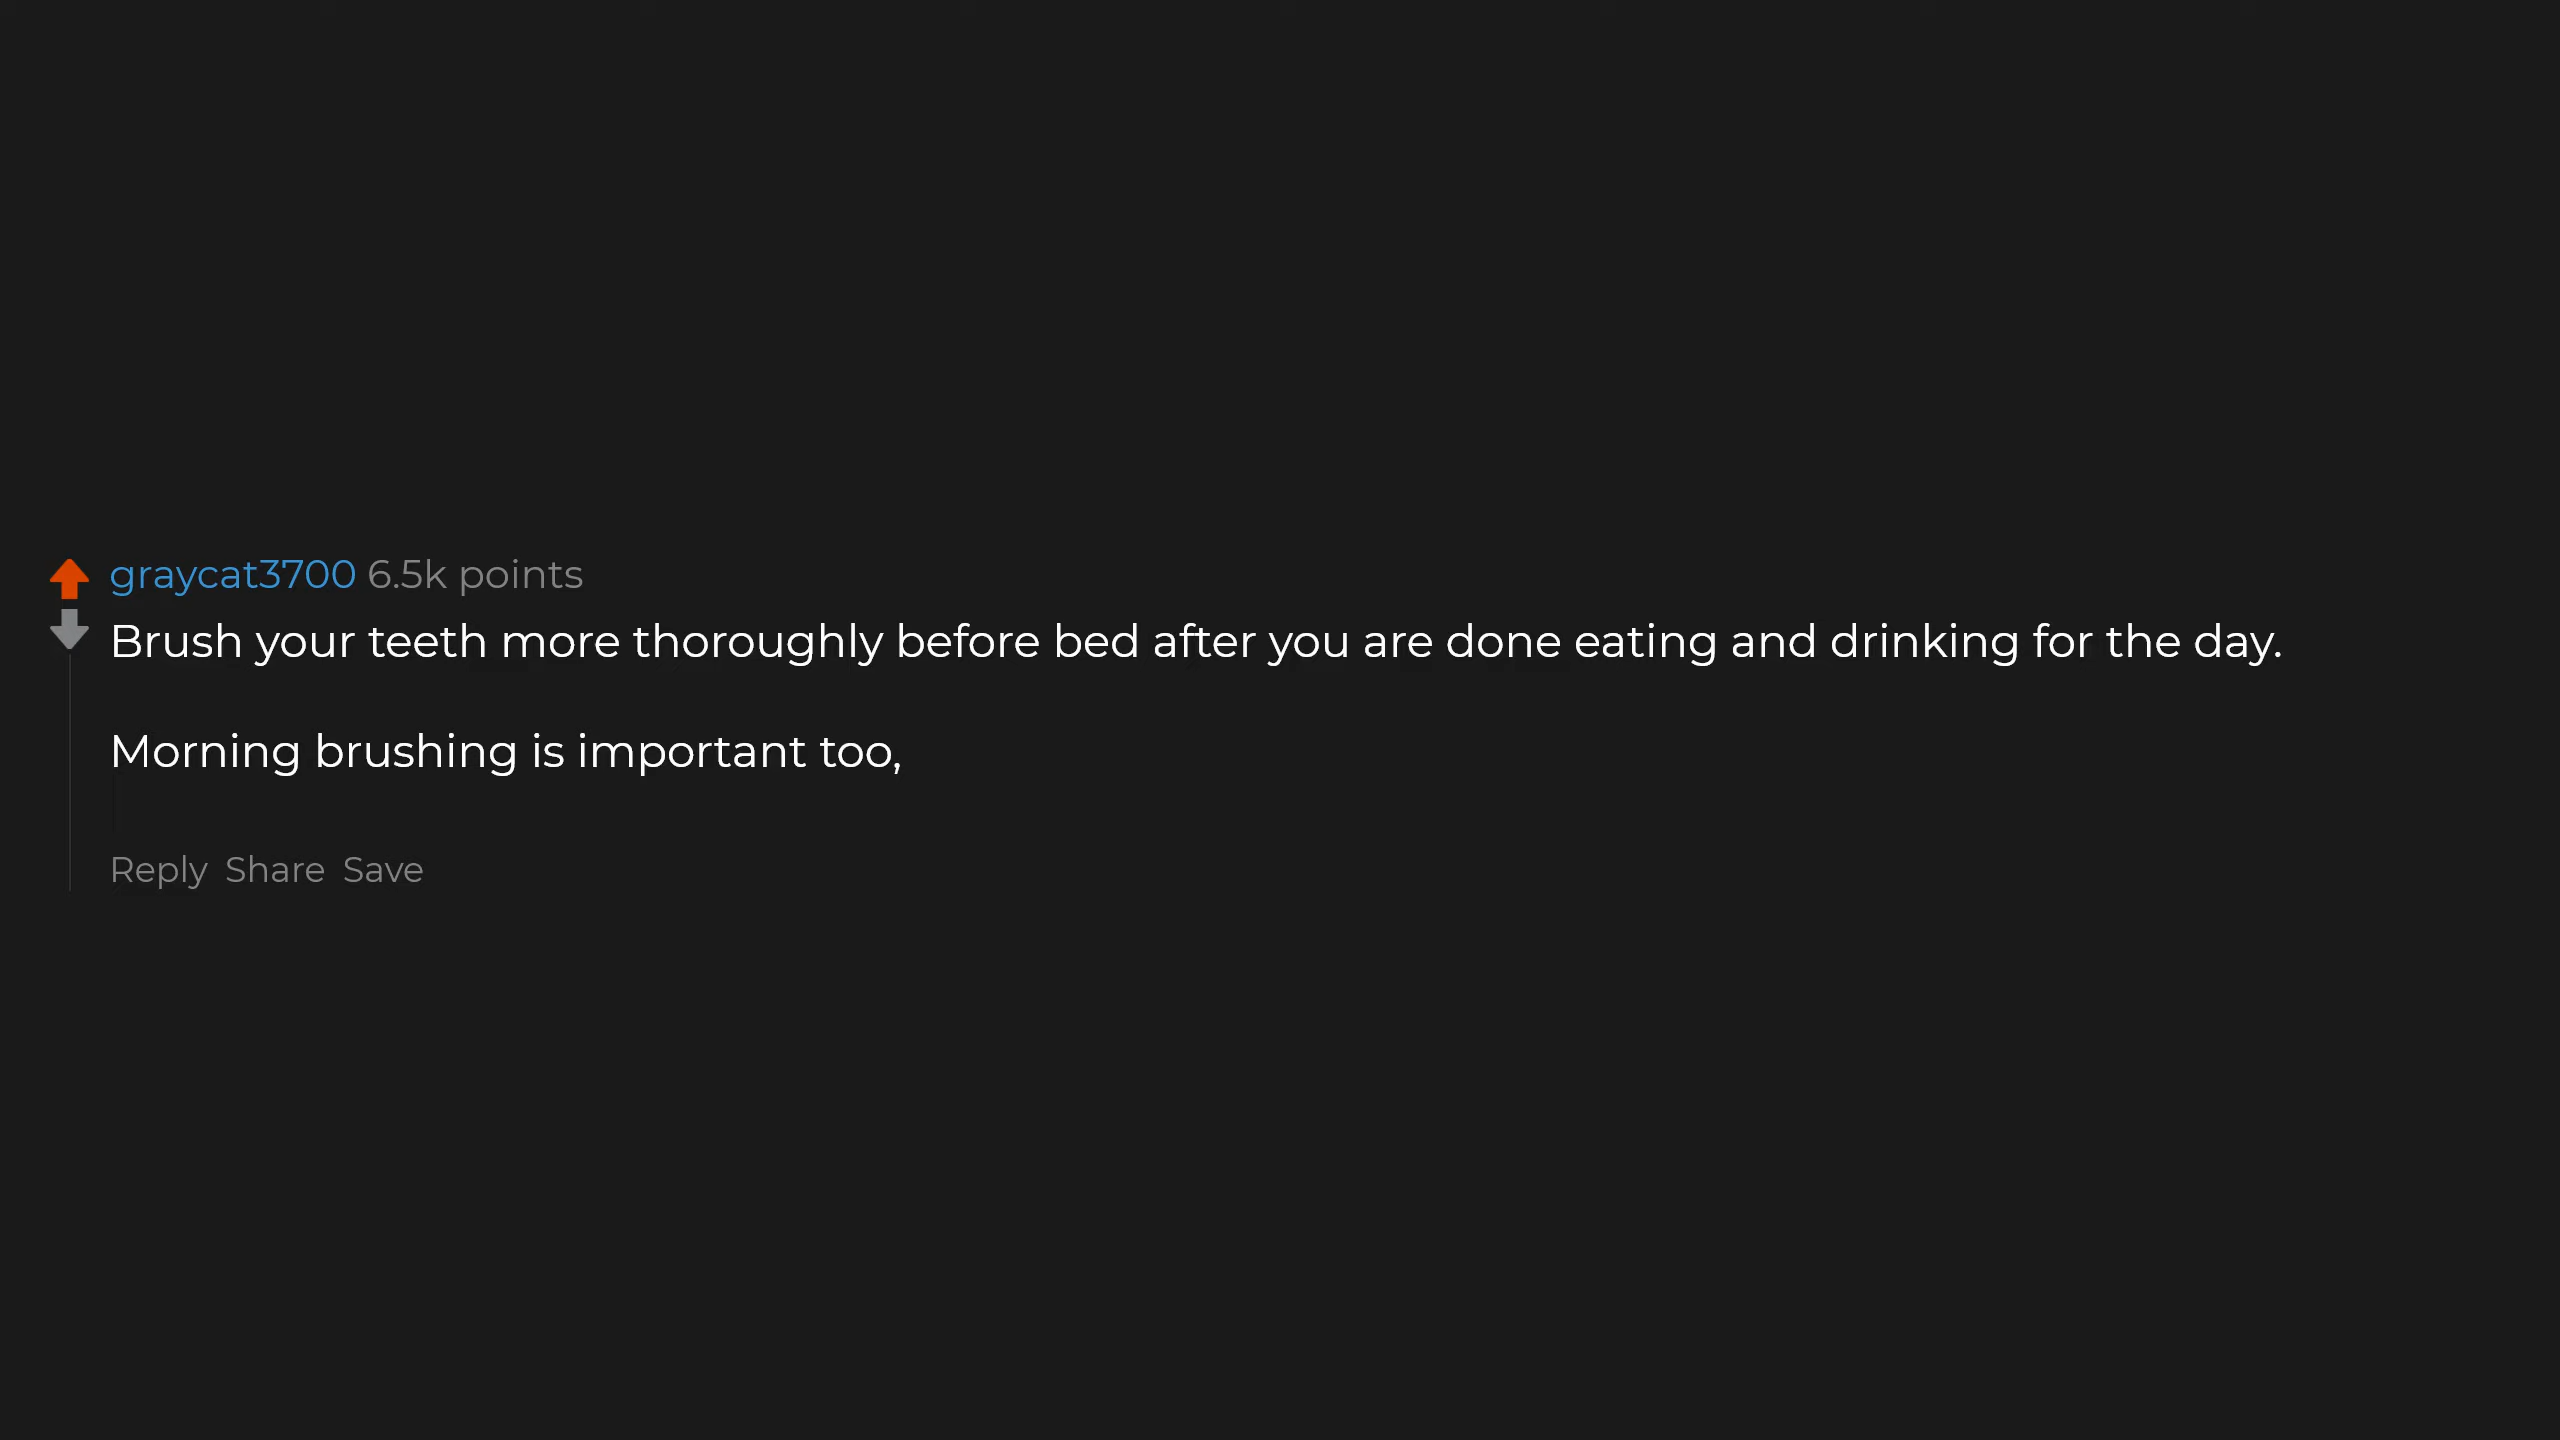 graycat3700 6.5k points
Brush your teeth more thoroughly before bed after you are done eating and drinking for the day.
Morning brushing is important too,
Reply Share Save